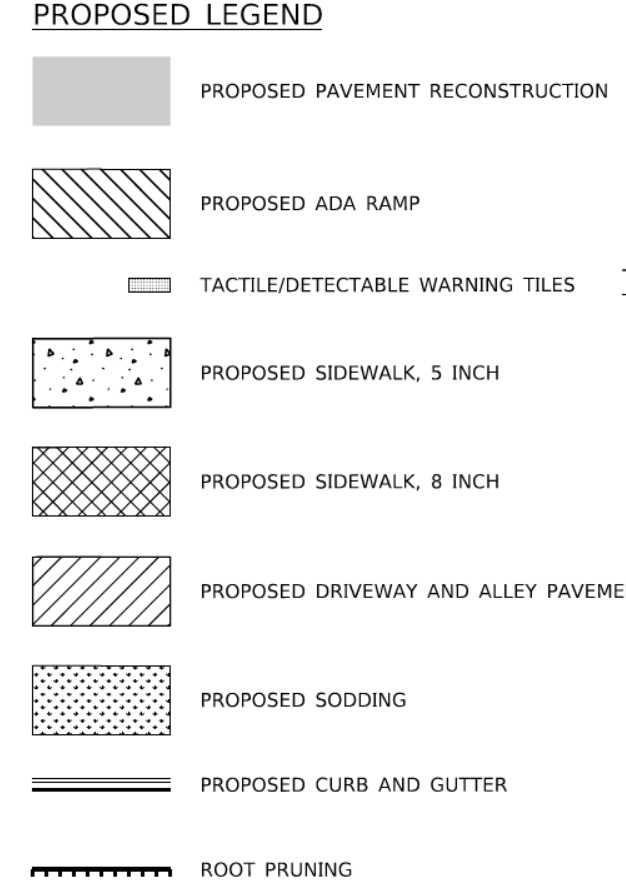 PROPOSED LEGEND
PROPOSED PAVEMENT RECONSTRUCTION
PROPOSED ADA RAMP
TACTILE/DETECTABLE WARNING TILES
PROPOSED SIDEWALK, 5 INCH
PROPOSED SIDEWALK, 8 INCH
PROPOSED DRIVEWAY AND ALLEY
PROPOSED SODDING
PROPOSED CURB AND GUTTER
ROOT PRUNING